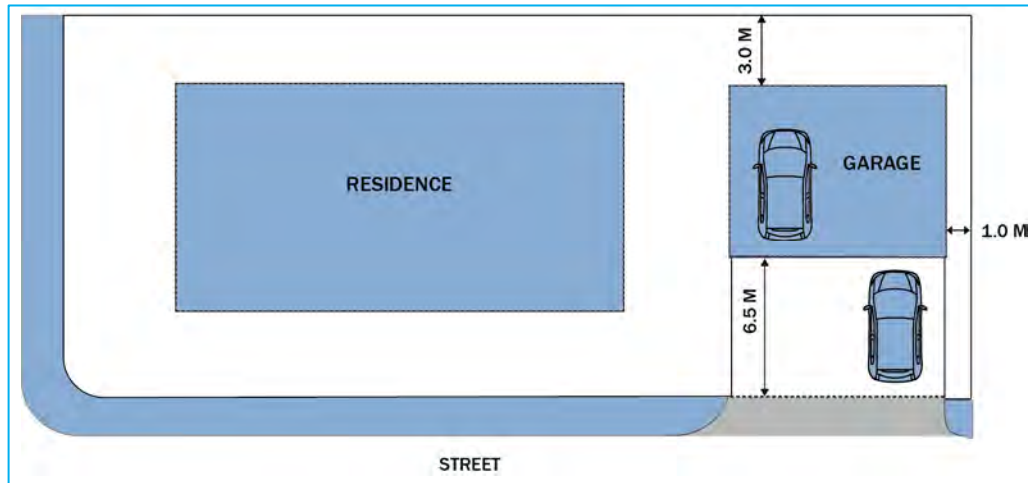 3.0 M
RESIDENCE
GARAGE
1.0 M
6.5 M
STREET